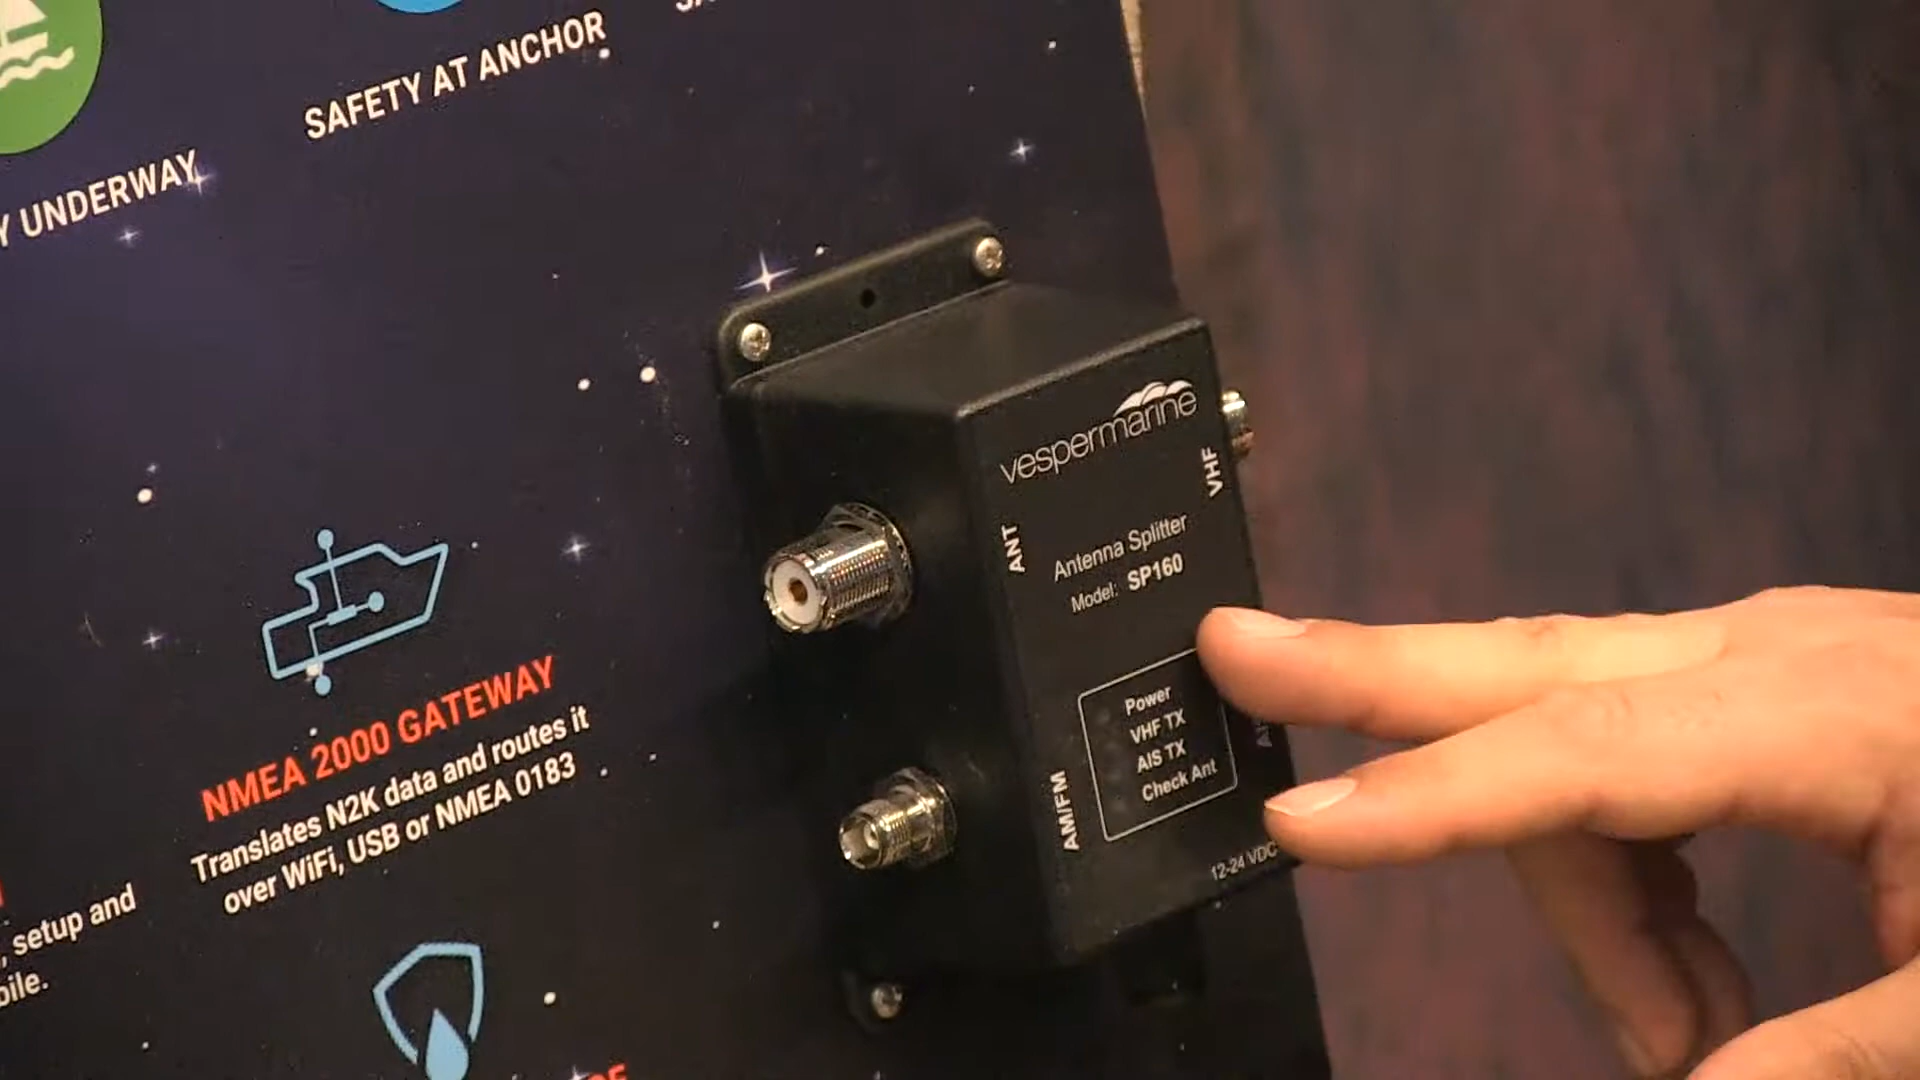 SAFETY AT ANCHOR
UNDERWAY
NMEA 2000 GATEWAY
Translates N2K data and routes it
over WiFi, USB or NMEA 0183
, setup and
vespermarine
VHF
ANT
Antenna Splitter
Model: SP160
Power
VHF TX
AIS TX
Check Ant
AM/FM
12-24 VDC